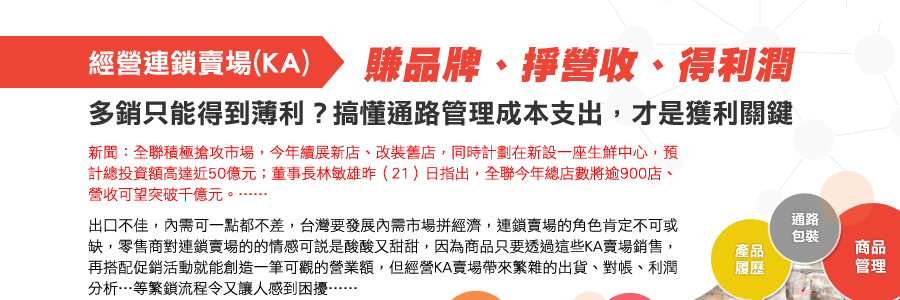 經營連鎖賣場(KA)
賺品牌、掙營收、得利潤
多銷只能得到薄利？搞懂通路管理成本支出，才是獲利關鍵
新聞：全聯積極搶攻市場，今年續展新店、改裝舊店，同時計劃在新設一座生鮮中心，預
計總投資額高達近50億元；董事長林敏雄昨（21）日指出，全聯今年總店數將逾900店、
營收可望突破千億元。……
出口不佳，內需可一點都不差，台灣要發展內需市場拼經濟，連鎖賣場的角色肯定不可或
缺，零售商對連鎖賣場的的情感可説是酸酸又甜甜，因為商品只要透過這些KA賣場銷售，
再搭配促銷活動就能創造一筆可觀的營業額，但經營KA賣場帶來繁雜的出貨、對帳、利潤
分析…等繁鎖流程令又讓人感到困擾……
通路
包裝
產品
履歷
商品
管理